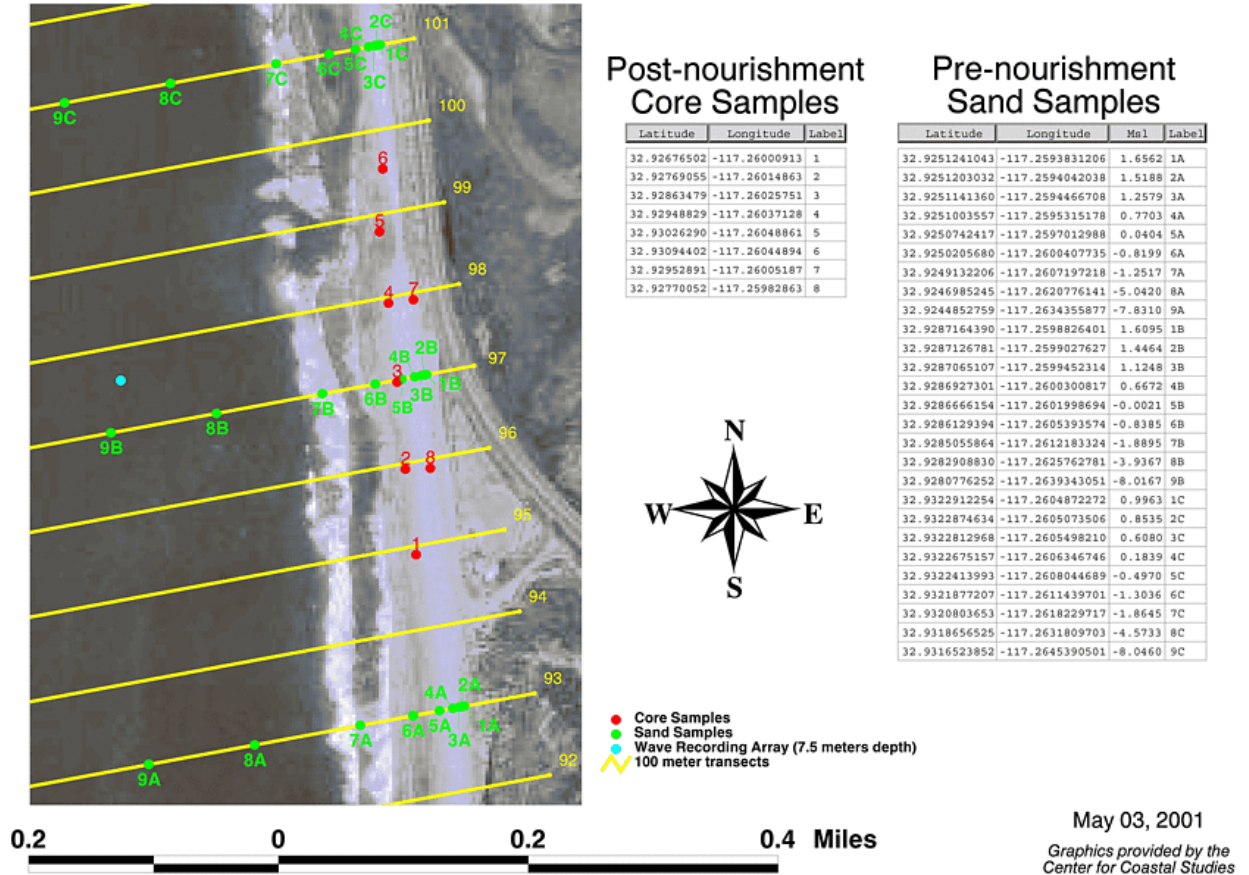 2C
4C
101
1C
5C
6C
7C
3C
8C
9C
100
6
99
5
98
4
7
2B
97
4B
3
1B
3B
6B
5B
7B
8B
9B
96
2
8
95
1
94
93
2A
4A
1A
5A
6A
3A
7A
8A
9A
92
Post-nourishment
Core Samples
Latitude Longitude Label
32.92676502 -117.26000913 1
32.92769055 -117.26014863 2
32.92863479 -117.26025751 3
32.92948829 -117.26037128 4
32.93026290 -117.26048861 5
32.93094402 -117.26044894 6
32.92952891 -117.26005187 7
32.92770052 -117.25982863 8
Pre-nourishment
Sand Samples
Latitude Longitude Msl Label
32.9251241043 -117.2593831206 1.6562 1A
32.9251203032 -117.2594042038 1.5188 2A
32.9251141360 -117.2594466708 1.2579 3A
32.9251003557 -117.2595315178 0.7703 4A
32.9250742417 -117.2597012988 0.0404 5A
32.9250205680 -117.2600407735 -0.8199 6A
32.9249132206 -117.2607197218 -1.2517 7A
32.9246985245 -117.2620776141 -5.0420 8A
32.9244852759 -117.2634355877 -7.8310 9A
32.9287164390 -117.2598826401 1.6095 1B
32.9287126781 -117.2599027627 1.4464 2B
32.9287065107 -117.2599452314 1.1248 3B
32.9286927301 -117.2600300817 0.6672 4B
32.9286666154 -117.2601998694 -0.0021 5B
32.9286129394 -117.2605393574 -0.8385 6B
32.9285055864 -117.2612183324 -1.8895 7B
32.9282908830 -117.2625762781 -3.9367 8B
32.9280776252 -117.2639343051 -8.0167 9B
32.9322912254 -117.2604872272 0.9963 1C
32.9322874634 -117.2605073506 0.8535 2C
32.9322812968 -117.2605498210 0.6080 3C
32.9322675157 -117.2606346746 0.1839 4C
32.9322413993 -117.2608044689 -0.4970 5C
32.9321877207 -117.2611439701 -1.3036 6C
32.9320803653 -117.2618229717 -1.8645 7C
32.9318656525 -117.2631809703 -4.5733 8C
32.9316523852 -117.2645390501 -8.0460 9C
N
W E
S
Core Samples
Sand Samples
Wave Recording Array (7.5 meters depth)
100 meter transects
May 03, 2001
Graphics provided by the
Center for Coastal Studies
0.2 0 0.2 0.4 Miles